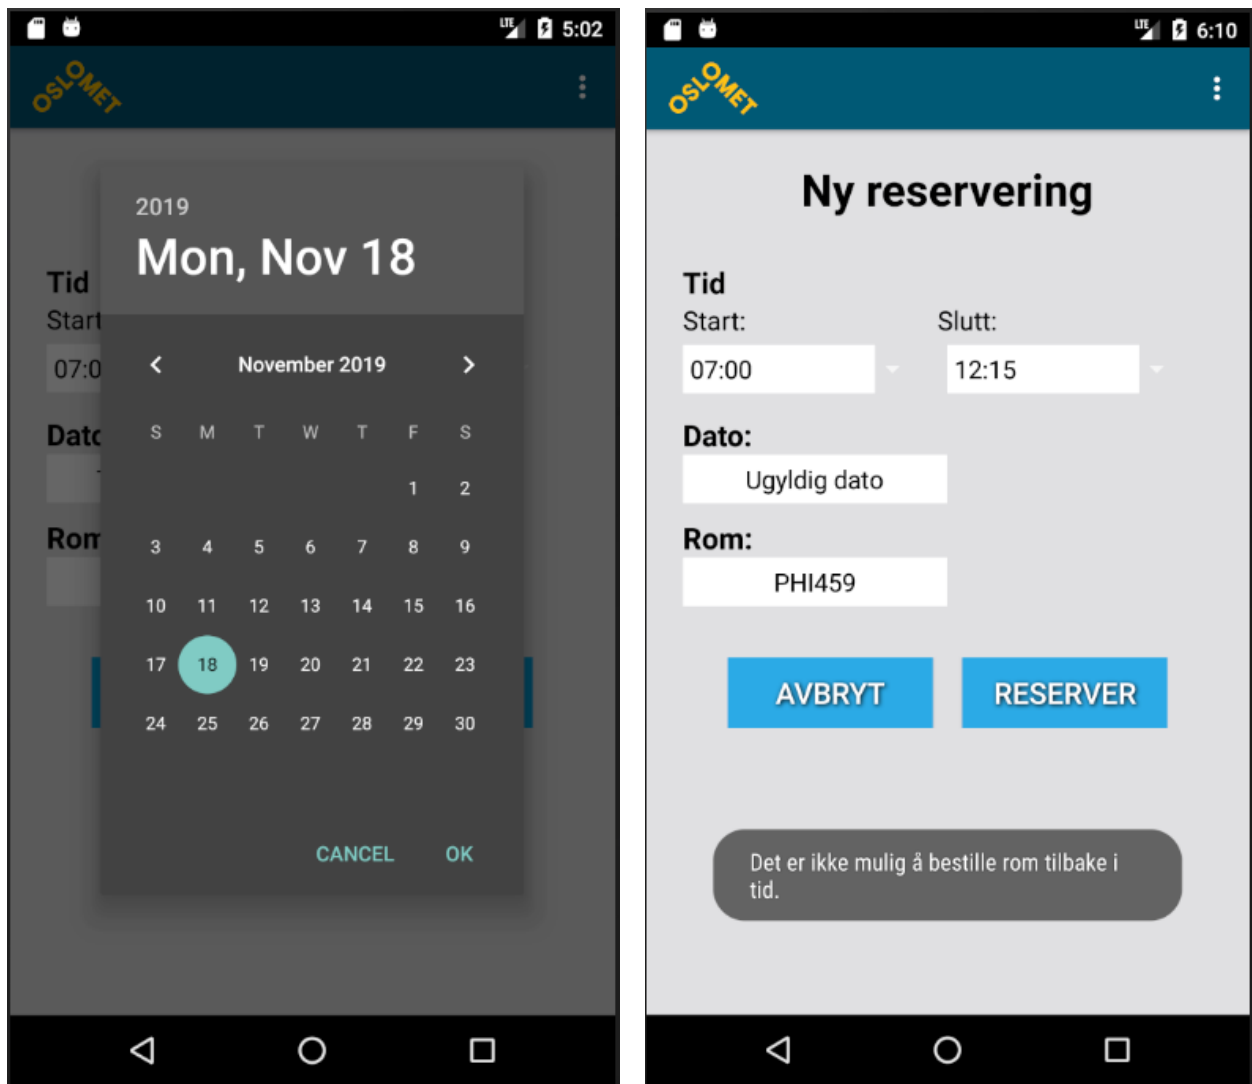 LTE 5:02
OSLOMET
2019
Mon, Nov 18
Tid
Start
07:0
November 2019
S M T W T F S
1 2
3 4 5 6 7 8 9
10 11 12 13 14 15 16
17 18 19 20 21 22 23
24 25 26 27 28 29 30
Dato
Rom
CANCEL OK
LTE 6:10
OSLOMET
Ny reservering
Tid
Start: Slutt:
07:00 12:15
Dato:
Ugyldig dato
Rom:
PHI459
AVBRYT RESERVER
Det er ikke mulig å bestille rom tilbake i
tid.